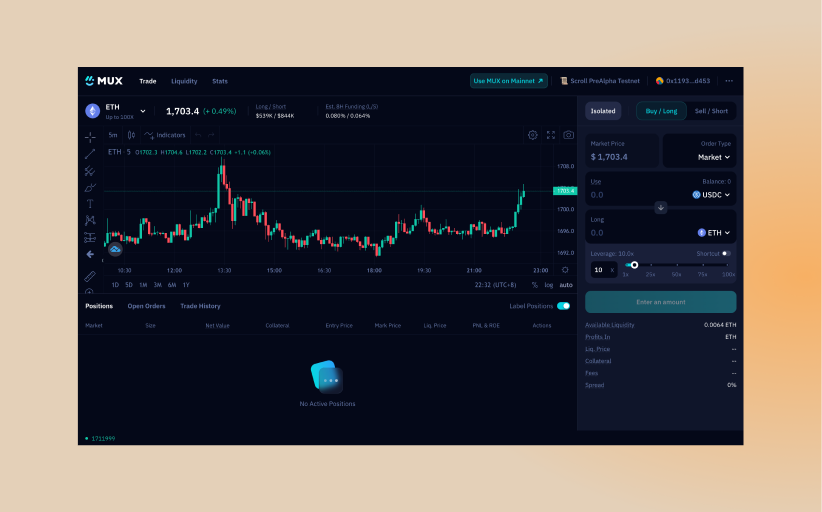 MUX Trade Liquidity Stats Use MUX on Mainnet ↗ Scroll PreAlpha Testnet 0x1193...d453 ...
ETH
Up to 100X
1,703.4 (+ 0.49%)
Long / Short
$539K / $844K
Est. 8H Funding (L/S)
0.080% / 0.064%
5m Indicators
ETH · 5 O1702.3 H1704.6 L1702.2 C1703.4 +1.1 (+0.06%)
1708.0
1703.4
1700.0
1696.0
1692.0
10:30 12:00 13:30 15:00 16:30 18:00 19:30 21:00 23:00
1D 5D 1M 3M 6M 1Y 22:32 (UTC+8) % log auto
Positions Open Orders Trade History Label Positions
Market Size Net Value Collateral Entry Price Mark Price Liq. Price PNL & ROE Actions
No Active Positions
1711999
Isolated Buy / Long Sell / Short
Market Price
$ 1,703.4
Order Type
Market
Use Balance: 0
0.0 USDC
Long
0.0 ETH
Leverage: 10.0x Shortcut
10 x
1x 25x 50x 75x 100x
Enter an amount
Available Liquidity 0.0064 ETH
Profits In ETH
Liq. Price --
Collateral --
Fees --
Spread 0%